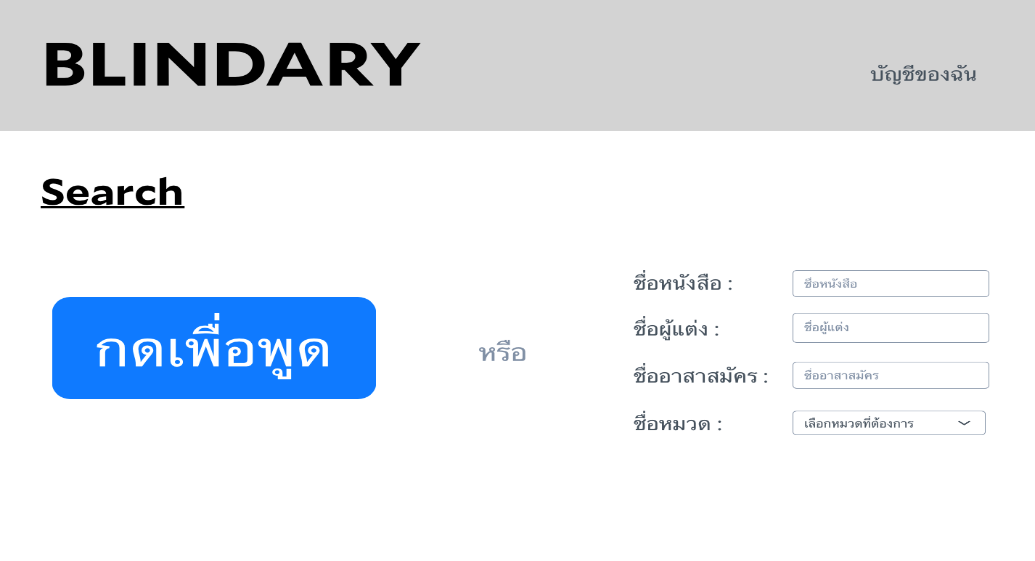 BLINDARY
บัญชีของฉัน
Search
กดเพื่อพูด
หรือ
ชื่อหนังสือ : ชื่อหนังสือ
ชื่อผู้แต่ง : ชื่อผู้แต่ง
ชื่ออาสาสมัคร : ชื่ออาสาสมัคร
ชื่อหมวด : เลือกหมวดที่ต้องการ